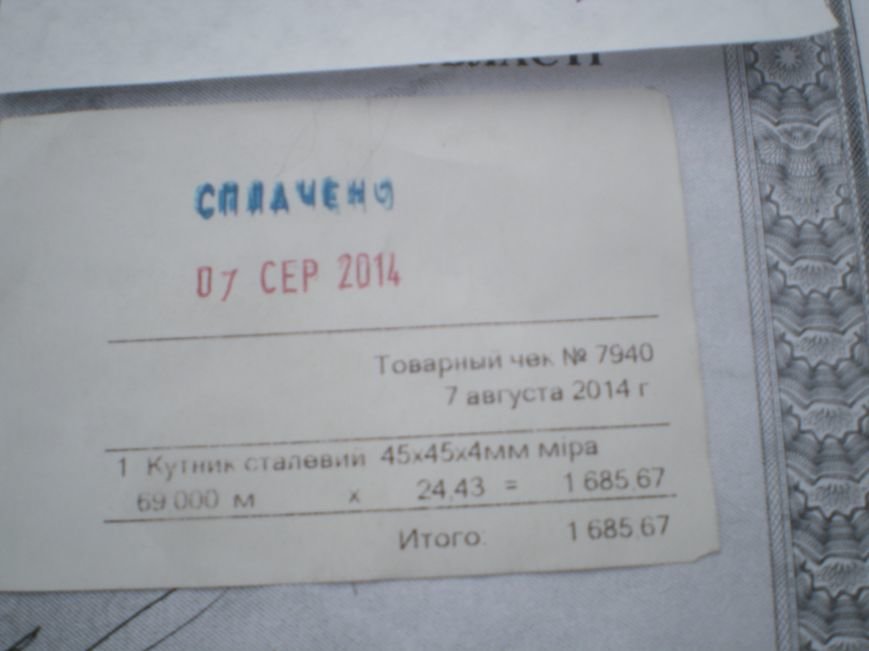 СПЛАЧЕНО
07 СЕР 2014
Товарный чек № 7940
7 августа 2014 г
1 Кутник сталевий 45х45х4мм міра
69 000 м х 24,43 = 1 685,67
Итого: 1 685,67